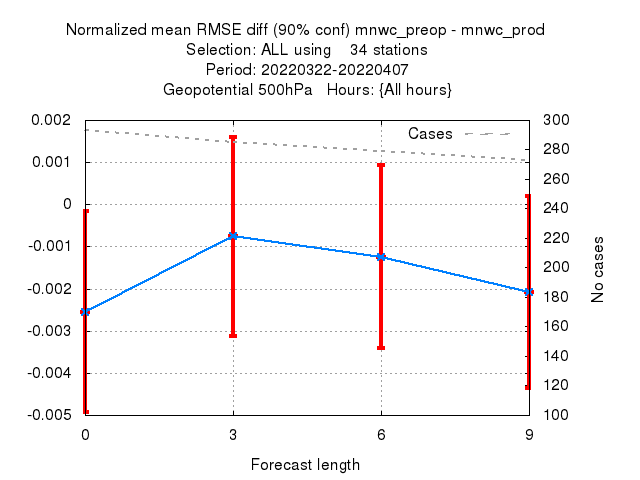 Normalized mean RMSE diff (90% conf) mnwc_preop - mnwc_prod
Selection: ALL using    34 stations
Period: 20220322-20220407
Geopotential 500hPa   Hours: {All hours}
Cases
0.002
0.001
0
-0.001
-0.002
-0.003
-0.004
-0.005
300
280
260
240
220
200
180
160
140
120
100
No cases
0 3 6 9
Forecast length